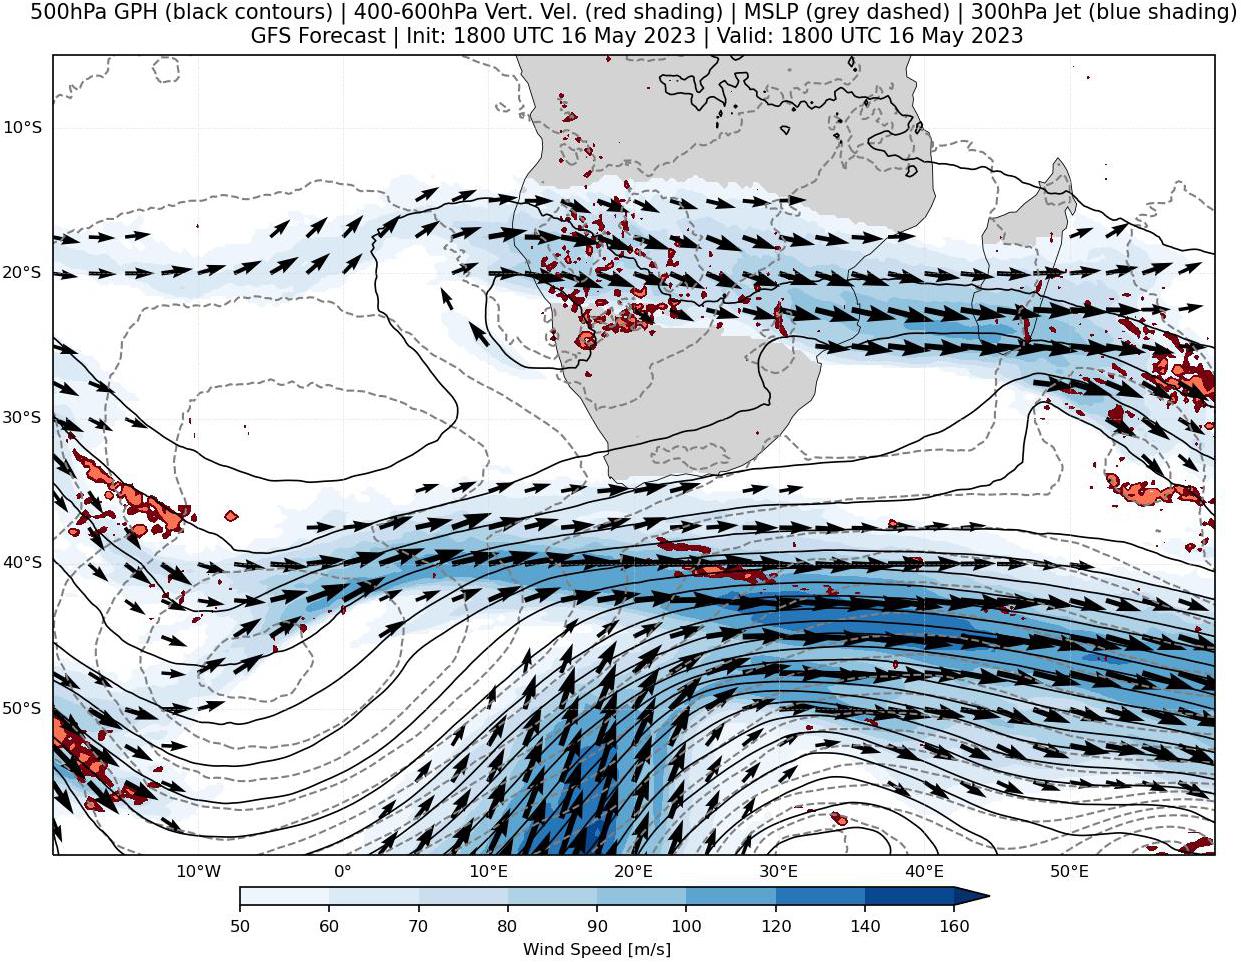 500hPa GPH (black contours) | 400-600hPa Vert. Vel. (red shading) | MSLP (grey dashed) | 300hPa Jet (blue shading)
GFS Forecast | Init: 1800 UTC 16 May 2023 | Valid: 1800 UTC 16 May 2023
10°S
20°S
30°S
40°S
50°S
10°W 0° 10°E 20°E 30°E 40°E 50°E
50 60 70 80 90 100 120 140 160
Wind Speed [m/s]